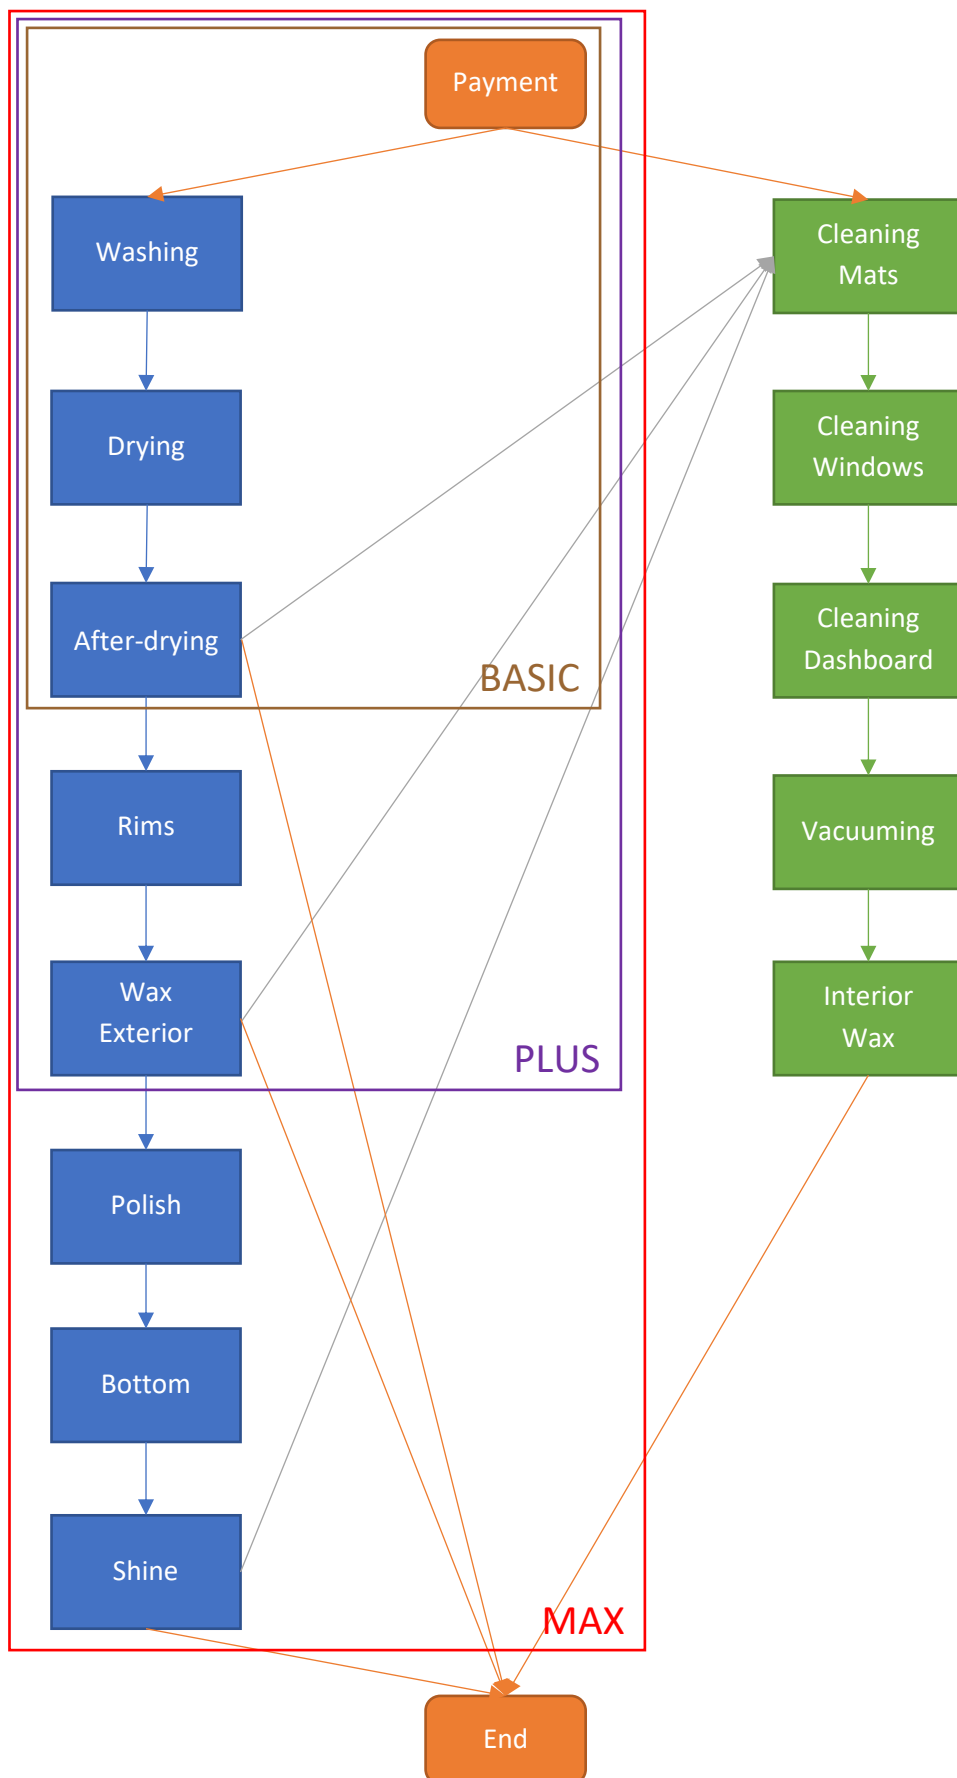 Payment
Washing
Cleaning
Mats
Drying
Cleaning
Windows
After-drying
Cleaning
Dashboard
BASIC
Rims
Vacuuming
Wax
Exterior
Interior
Wax
PLUS
Polish
Bottom
Shine
MAX
End